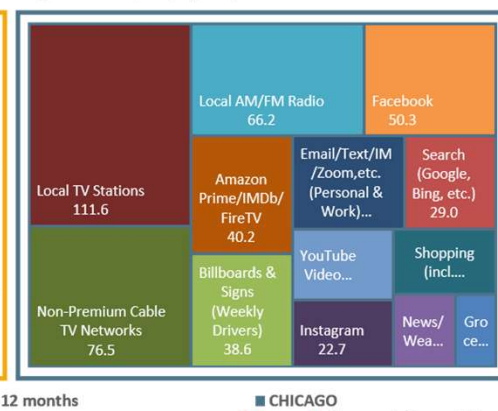 Local TV Stations
111.6
Non-Premium Cable
TV Networks
76.5
Local AM/FM Radio
66.2
Facebook
50.3
Amazon
Prime/IMDb/
FireTV
40.2
Billboards &
Signs
(Weekly
Drivers)
38.6
Email/Text/IM
/Zoom,etc.
(Personal &
Work)...
Search
(Google,
Bing, etc.)
29.0
YouTube
Video...
Shopping
(incl....
Instagram
22.7
News/
Wea...
Gro
ce...
12 months
CHICAGO